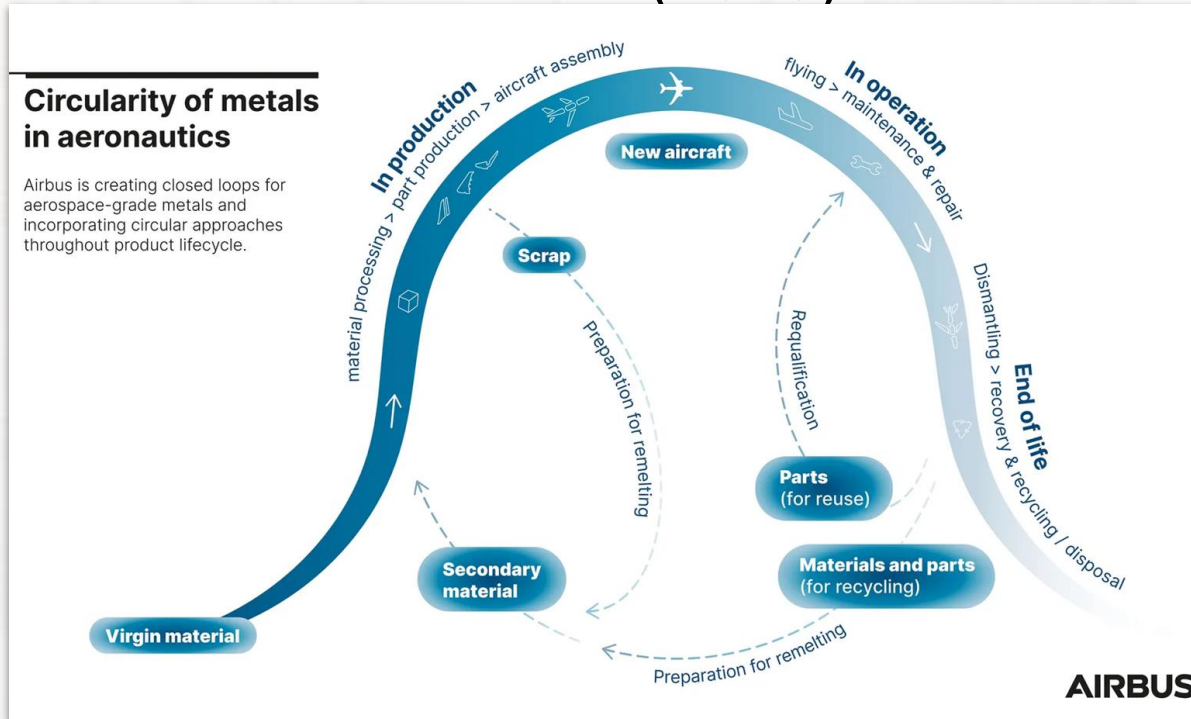 Circularity of metals
in aeronautics
Airbus is creating closed loops for
aerospace-grade metals and
incorporating circular approaches
throughout product lifecycle.
In production
material processing > part production > aircraft assembly
New aircraft
In operation
flying > maintenance & repair
Scrap
Preparation for remelting
Requalification
End of life
Dismantling > recovery & recycling / disposal
Parts
(for reuse)
Secondary
material
Materials and parts
(for recycling)
Virgin material
Preparation for remelting
AIRBUS